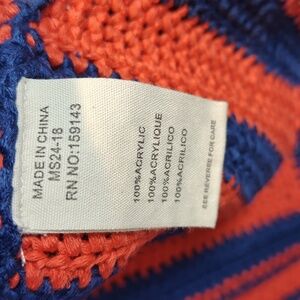 MADE IN CHINA
MS24-18
RN NO:159143
100%ACRYLIC
100%ACRYLIQUE
100%ACRILICO
100%ACRILICO
SEE REVERSE FOR CARE